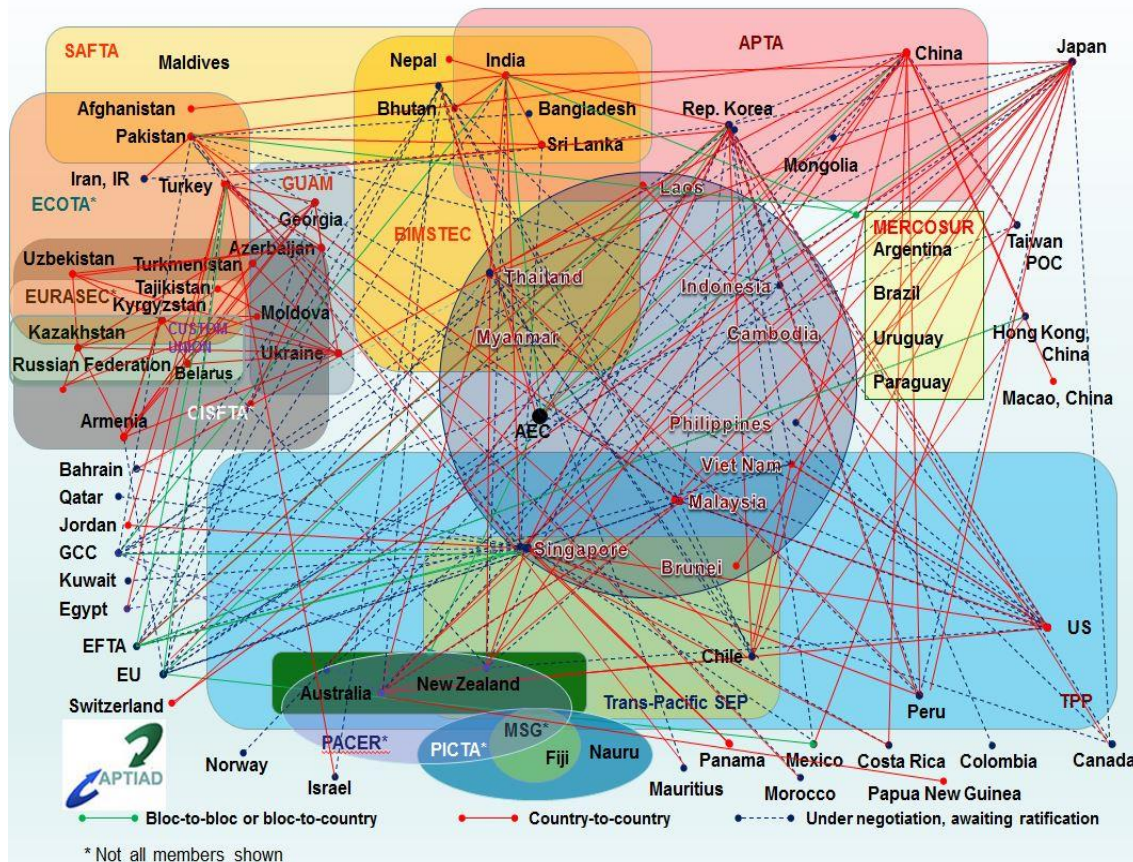 SAFTA
Maldives
Nepal
India
APTA
China
Japan
Afghanistan
Bhutan
Bangladesh
Rep. Korea
Pakistan
Sri Lanka
Mongolia
Iran, IR
Turkey
GUAM
Laos
ECOTA*
Georgia
BIMSTEC
MERCOSUR
Taiwan
POC
Uzbekistan
Azerbaijan
Argentina
Turkmenistan
Thailand
Indonesia
Tajikistan
EURASEC*
Kyrgyzstan
Brazil
Moldova
Kazakhstan
CUSTOM
UNION
Myanmar
Cambodia
Uruguay
Hong Kong,
China
Ukraine
Russian Federation
Belarus
Paraguay
Macao, China
CISFTA*
Armenia
AEC
Philippines
Bahrain
Viet Nam
Qatar
Malaysia
Jordan
GCC
Singapore
Brunei
Kuwait
Egypt
US
EFTA
Chile
EU
Australia
New Zealand
Switzerland
Trans-Pacific SEP
Peru
TPP
MSG*
PACER*
PICTA*
Fiji
Nauru
APTIAD
Norway
Israel
Mauritius
Panama
Morocco
Mexico
Costa Rica
Colombia
Canada
Papua New Guinea
Bloc-to-bloc or bloc-to-country
Country-to-country
Under negotiation, awaiting ratification
* Not all members shown